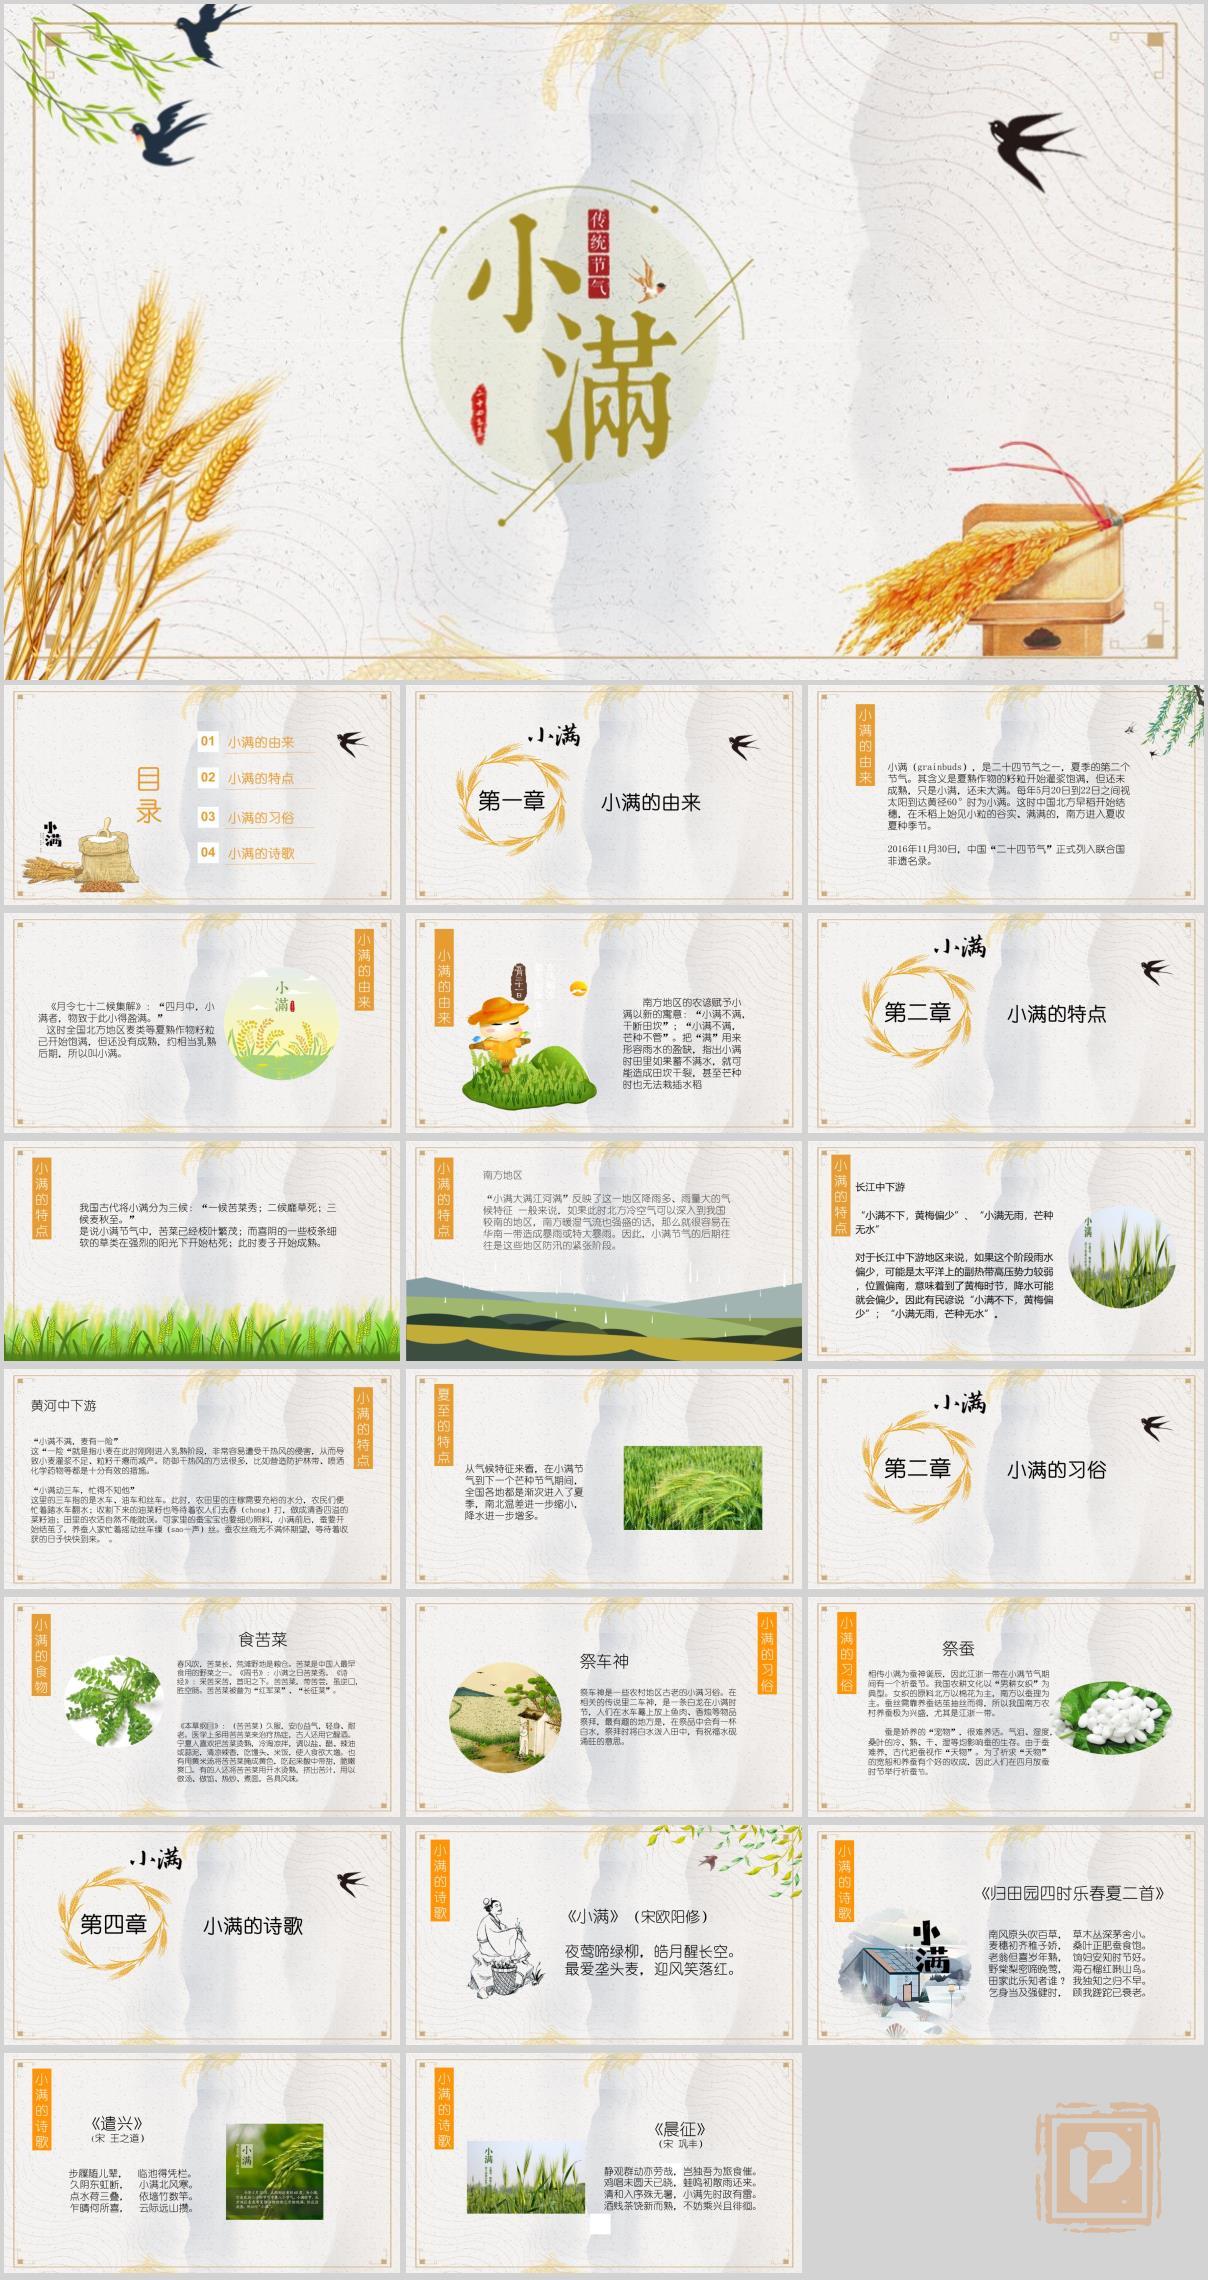 小
滿
传统节气
目录
01 小满的由来
02 小满的特点
03 小满的习俗
04 小满的诗歌
小满
小满
第一章
小满的由来
小满的由来
小满（grainbuds），是二十四节气之一，夏季的第二个
节气。其含义是夏熟作物的籽粒开始灌浆饱满，但还未
成熟，只是小满，还未大满。每年5月20日到22日之间视
太阳到达黄径60°时为小满。这时中国北方早稻开始结
穗，在禾稻上始见小粒的谷实、满满的，南方进入夏收
夏种季节。
2016年11月30日，中国“二十四节气”正式列入联合国
非遗名录。
小满的由来
《月令七十二候集解》：“四月中，小
满者，物致于此小得盈满。”
这时全国北方地区麦类等夏熟作物籽粒
已开始饱满，但还没有成熟，约相当乳熟
后期，所以叫小满。
小滿
小满的由来
南方地区的农谚赋予小
满以新的寓意：“小满不满，
干断田坎”；“小满不满，
芒种不管”。把“满”用来
形容雨水的盈缺，指出小满
时田里如果蓄不满水，就可
能造成田坎干裂，甚至芒种
时也无法栽插水稻
小满
第二章
小满的特点
小满的特点
我国古代将小满分为三候：“一候苦菜秀；二候靡草死；三
候麦秋至。”
是说小满节气中，苦菜已经枝叶繁茂；而喜阴的一些枝条细
软的草类在强烈的阳光下开始枯死；此时麦子开始成熟。
小满的特点
南方地区
“小满大满江河满”反映了这一地区降雨多、雨量大的气
候特征 一般来说，如果此时北方冷空气可以深入到我国
较南的地区，南方暖湿气流也强盛的话，那么就很容易在
华南一带造成暴雨或特大暴雨。因此，小满节气的后期往
往是这些地区防汛的紧张阶段。
小满的特点
长江中下游
“小满不下，黄梅偏少”、“小满无雨，芒种
无水”
对于长江中下游地区来说，如果这个阶段雨水
偏少，可能是太平洋上的副热带高压势力较弱
，位置偏南，意味着到了黄梅时节，降水可能
就会偏少。因此有民谚说“小满不下，黄梅偏
少”；“小满无雨，芒种无水”。
小满
黄河中下游
小满的特点
“小满不满，麦有一险”
这“一险“就是指小麦在此时刚刚进入乳熟阶段，非常容易遭受干热风的侵害，从而导
致小麦灌浆不足、粒籽干瘪而减产。防御干热风的方法很多，比如营造防护林带、喷洒
化学药物等都是十分有效的措施。
“小满动三车，忙得不知他”
这里的三车指的是水车，油车和丝车。此时，农田里的庄稼需要充裕的水分，农民们便
忙着踏水车翻水；收割下来的油菜籽也等待着农人们去舂（chong）打，做成清香四溢的
菜籽油；田里的农活自然不能耽误，可家里的蚕宝宝也要细心照料，小满前后，蚕要开
始结茧了，养蚕人家忙着摇动丝车缫（sao一声）丝。蚕农丝商无不满怀期望，等待着收
获的日子快快到来。 。
夏至的特点
从气候特征来看，在小满节
气到下一个芒种节气期间，
全国各地都是渐次进入了夏
季，南北温差进一步缩小，
降水进一步增多。
小满
第二章
小满的习俗
小满的食物
食苦菜
春风吹，苦菜长，荒滩野地是粮仓。苦菜是中国人最早
食用的野菜之一。《周书》：小满之日苦菜秀。《诗
经》：采苦采苦，首阳之下。苦苦菜，带苦尝，虽逆口，
胜空肠。苦苦菜被誉为“红军菜”，“长征菜”。
《本草纲目》：（苦苦菜）久服，安心益气，轻身、耐
老。医学上多用苦苦菜来治疗热症，古人还用它醒酒。
宁夏人喜欢把苦菜烫熟，冷淘凉拌，调以盐、醋、辣油
或蒜泥，清凉辣香，吃馒头、米饭，使人食欲大增。也
有用黄米汤将苦苦菜腌成黄色，吃起来酸中带甜，脆嫩
爽口。有的人还将苦苦菜用开水烫熟，挤出苦汁，用以
做汤、做馅、热炒、煮面，各具风味。
祭车神
小满的习俗
祭车神是一些农村地区古老的小满习俗。在
相关的传说里二车神，是一条白龙在小满时
节，人们在水车幕上放上鱼肉、香烛等物品
祭拜，最有趣的地方是，在祭品中会有一杯
白水，祭拜时将白水泼入田中，有祝福水砚
涌旺的意思。
小满的习俗
祭蚕
相传小满为蚕神诞辰，因此江浙一带在小满节气期
间有一个祈蚕节。我国农耕文化以“男耕女织”为
典型。女织的原料北方以棉花为主，南方以蚕理为
主。蚕丝需靠养蚕结茧抽丝而得，所以我国南方农
村养蚕极为兴盛，尤其是江浙一带。
蚕是娇养的“宠物”，很难养活。气泪、湿度，
桑叶的冷、熟、干、湿等均影响蚕的生存。由于蚕
难养，古代把蚕视作“天物”。为了祈求“天物”
的宽恕和养蚕有个好的收成，因此人们在四月放蚕
时节举行祈蚕节。
小满
第四章
小满的诗歌
小满的诗歌
《小满》（宋欧阳修）
夜莺啼绿柳，皓月醒长空。
最爱垄头麦，迎风笑落红。
小满的诗歌
小满
《归田园四时乐春夏二首》
南风原头吹百草， 草木丛深茅舍小。
麦穗初齐稚子娇， 桑叶正肥蚕食饱。
老翁但喜岁年熟， 饷妇安知时节好。
野棠梨密啼晚莺， 海石榴红啭山鸟。
田家此乐知者谁？ 我独知之归不早。
乞身当及强健时， 顾我蹉跎已衰老。
小满的诗歌
《遣兴》
（宋 王之道）
步屧随儿辈， 临池得凭栏。
久阴东虹断， 小满北风寒。
点水荷三叠， 依墙竹数竿。
乍晴何所喜， 云际远山攒。
小满
小满的诗歌
小满
《晨征》
（宋 巩丰）
静观群动亦劳哉， 岂独吾为旅食催。
鸡唱未圆天已晓， 蛙鸣初散雨还来。
清和入序殊无暑， 小满先时政有雷。
酒贱茶饶新而熟， 不妨乘兴且徘徊。